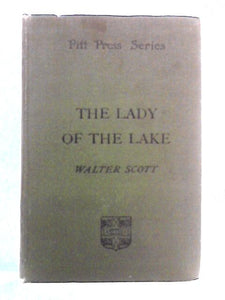 Pitt Press Series
THE LADY
OF THE LAKE
WALTER SCOTT